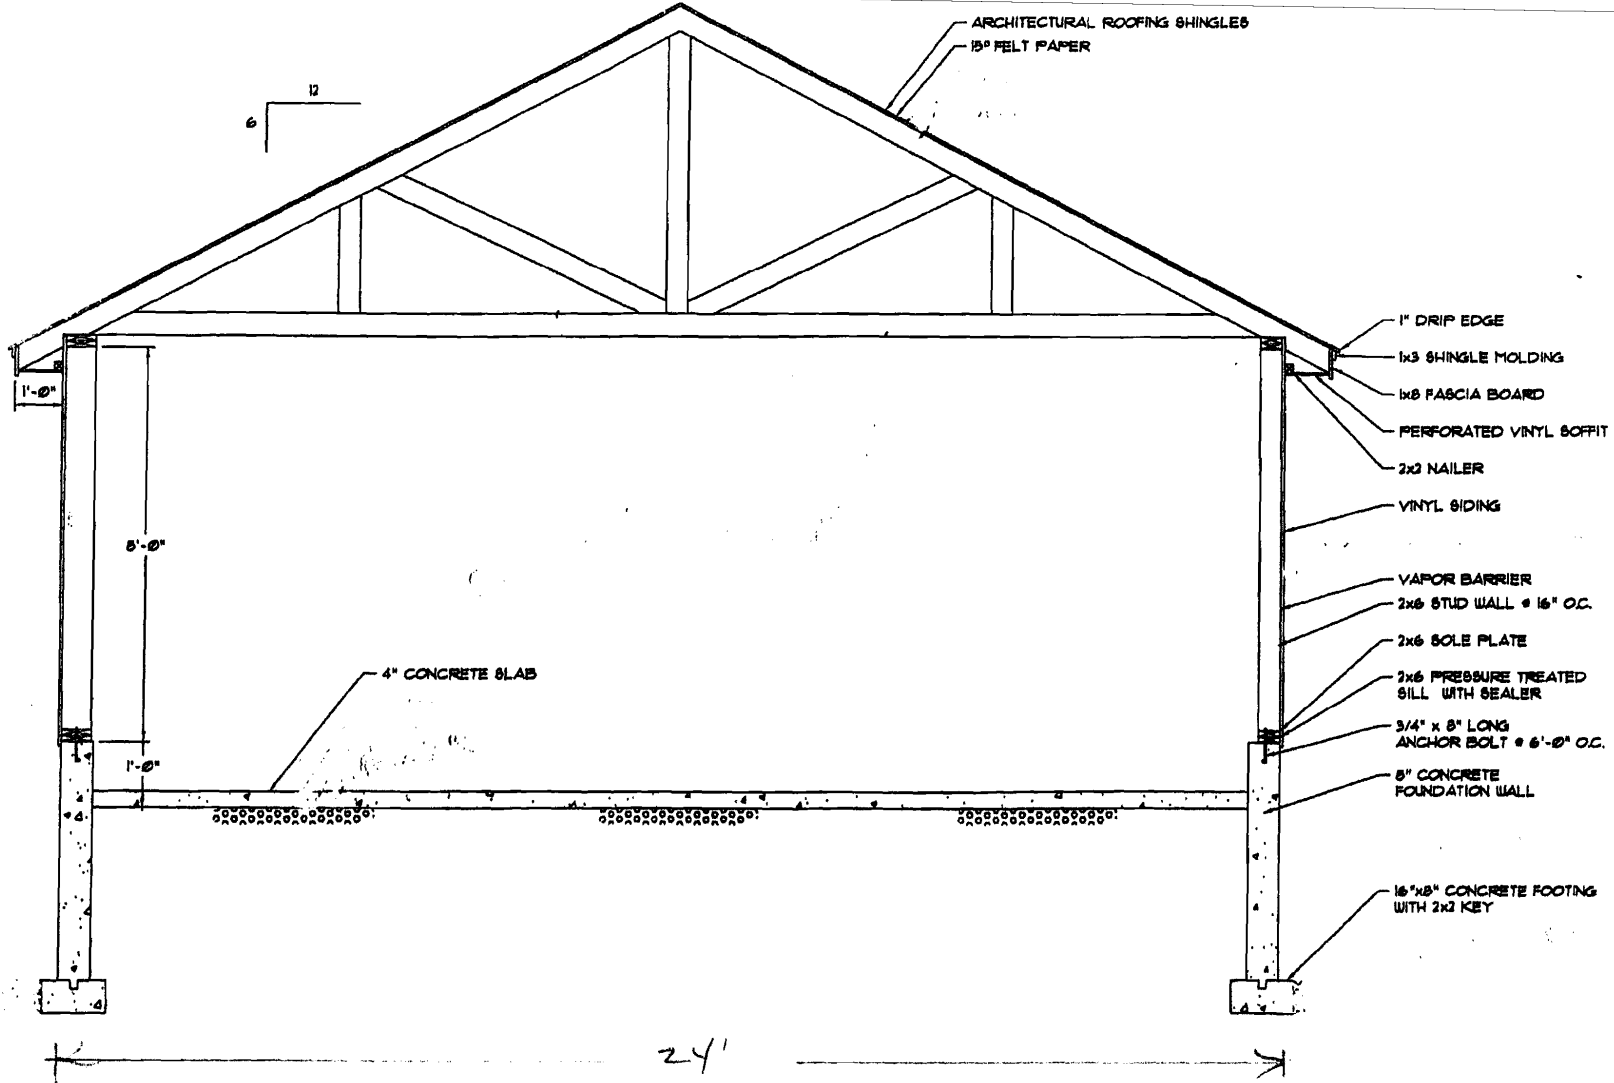 ARCHITECTURAL ROOFING SHINGLES
15# FELT PAPER
12
6
1" DRIP EDGE
1x3 SHINGLE MOLDING
1'-0"
1x8 FASCIA BOARD
PERFORATED VINYL SOFFIT
2x2 NAILER
VINYL SIDING
8'-0"
VAPOR BARRIER
2x6 STUD WALL @ 16" O.C.
2x6 SOLE PLATE
4" CONCRETE SLAB
2x6 PRESSURE TREATED
SILL WITH SEALER
3/4" x 8" LONG
ANCHOR BOLT @ 6'-0" O.C.
1'-0"
8" CONCRETE
FOUNDATION WALL
16"x8" CONCRETE FOOTING
WITH 2x2 KEY
24'